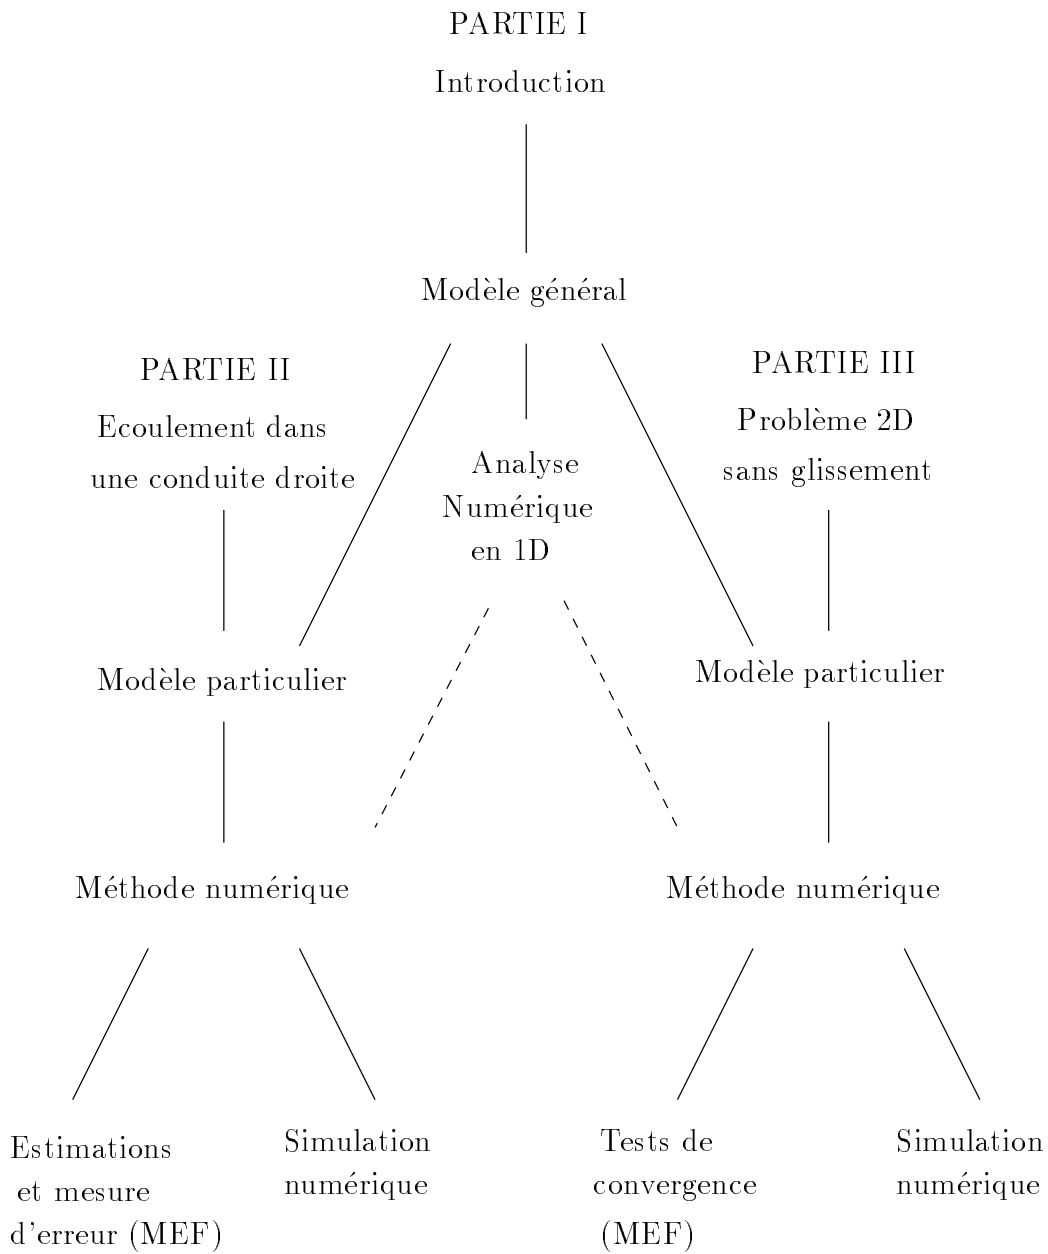 PARTIE I
Introduction
Modèle général
PARTIE II
Ecoulement dans
une conduite droite
Analyse
Numérique
en 1D
PARTIE III
Problème 2D
sans glissement
Modèle particulier
Modèle particulier
Méthode numérique
Méthode numérique
Estimations
et mesure
d'erreur (MEF)
Simulation
numérique
Tests de
convergence
(MEF)
Simulation
numérique